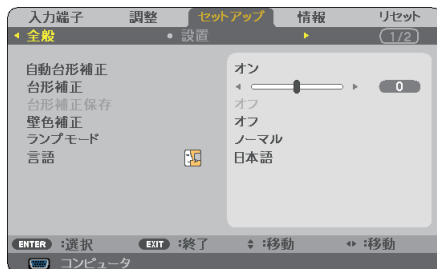 入力端子 調整 セットアップ 情報 リセット
全般 設置 (1/2)
自動台形補正 オン
台形補正 0
台形補正保存 オフ
壁色補正 オフ
ランプモード ノーマル
言語 日本語
ENTER :選択 EXIT :終了 :移動 :移動
コンピュータ